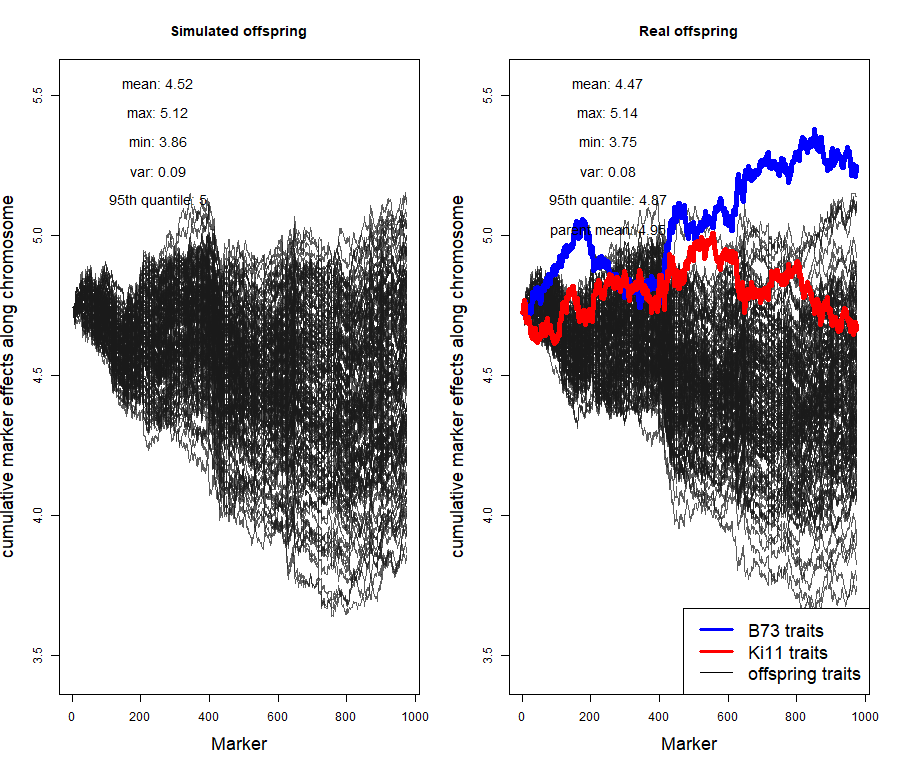 Simulated offspring
mean: 4.52
max: 5.12
min: 3.86
var: 0.09
95th quantile: 5
cumulative marker effects along chromosome
5.5
5.0
4.5
4.0
3.5
0 200 400 600 800 1000
Marker
Real offspring
mean: 4.47
max: 5.14
min: 3.75
var: 0.08
95th quantile: 4.87
parent mean: 4.95
cumulative marker effects along chromosome
5.5
5.0
4.5
4.0
3.5
B73 traits
Ki11 traits
offspring traits
0 200 400 600 800 1000
Marker